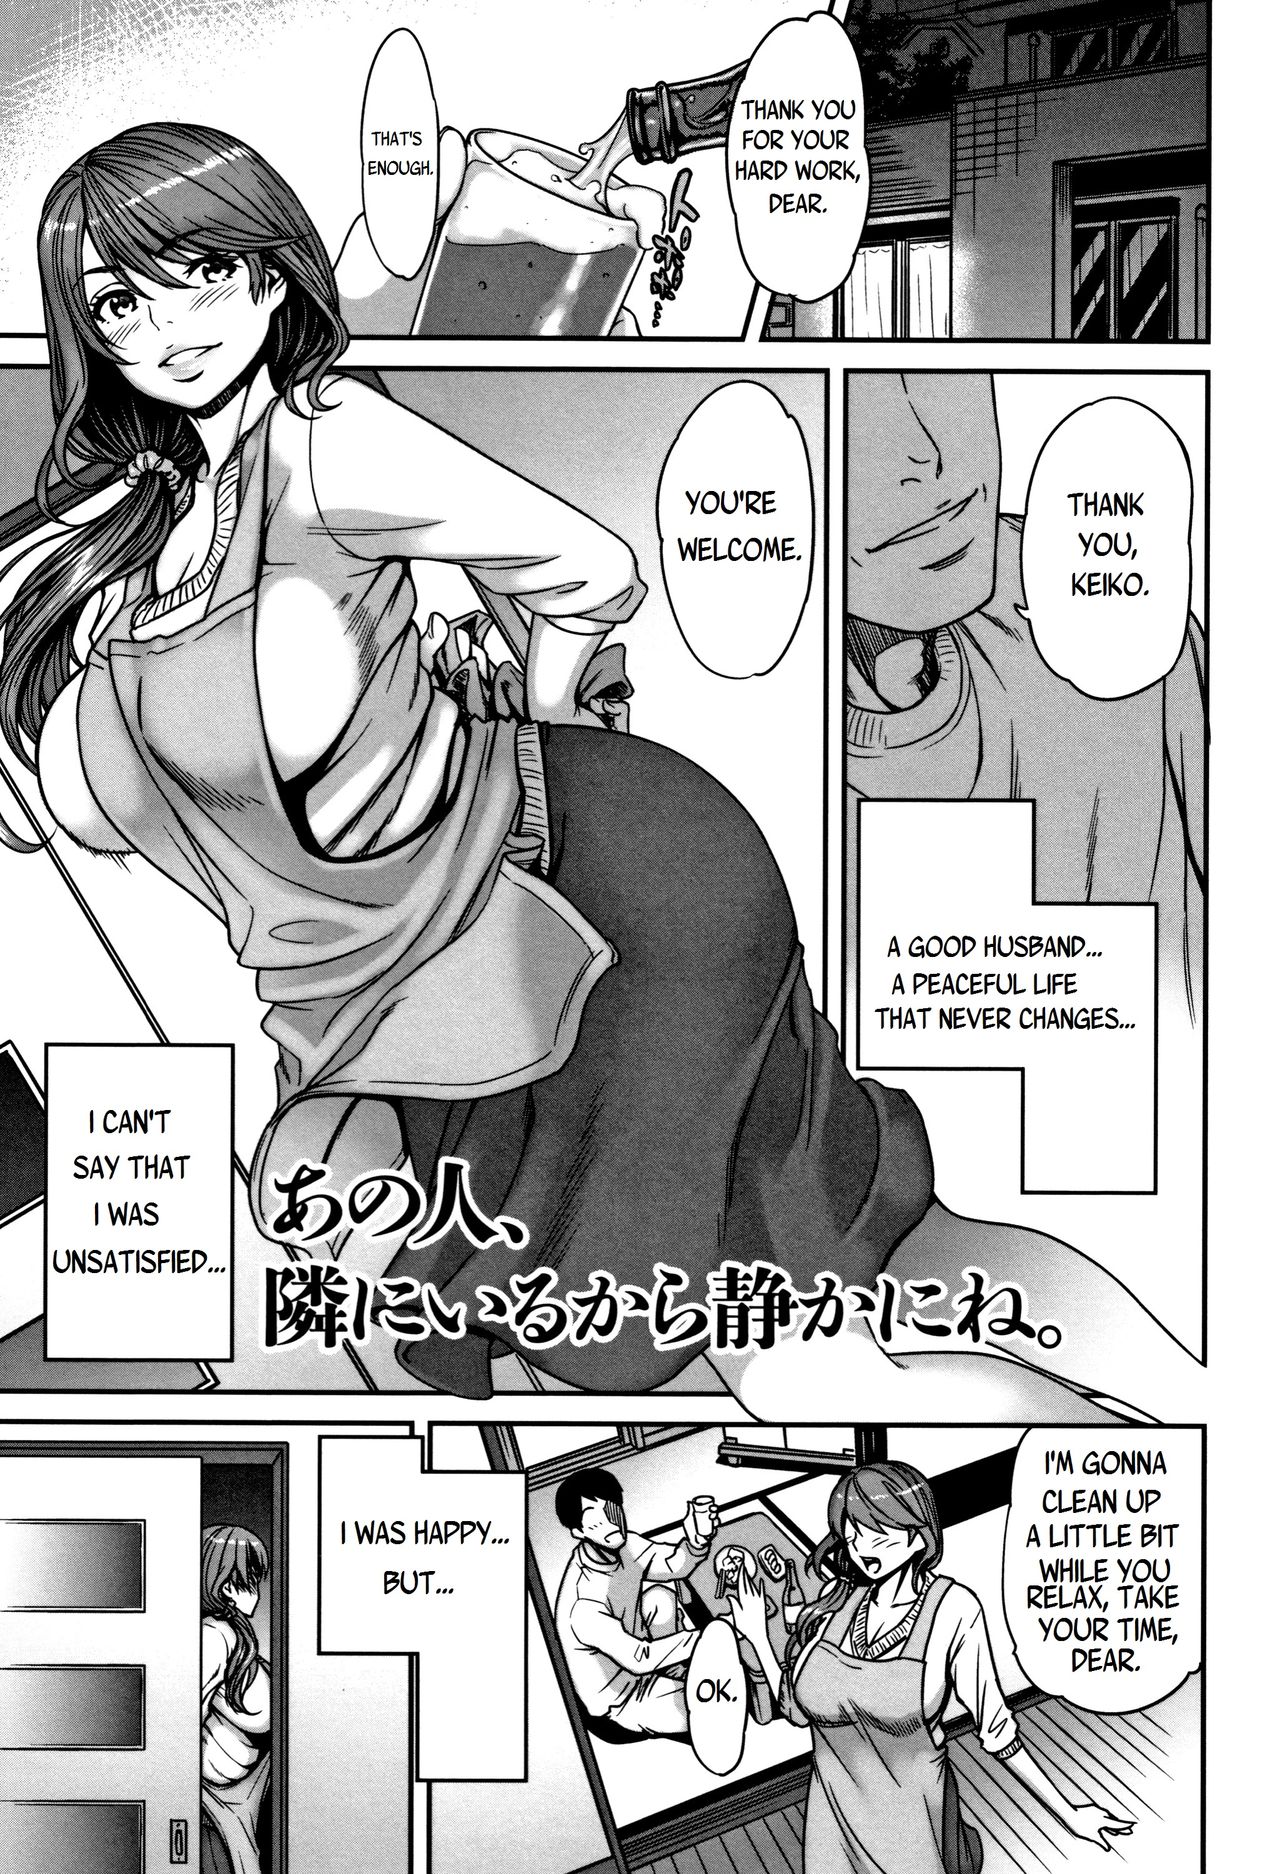 THANK YOU
FOR YOUR
HARD WORK,
DEAR.
THAT'S
ENOUGH.
THANK
YOU,
KEIKO.
YOU'RE
WELCOME.
A GOOD HUSBAND...
A PEACEFUL LIFE
THAT NEVER CHANGES...
I CAN'T
SAY THAT
I WAS
UNSATISFIED...
あの人、
隣にいるから静かにね。
I'M GONNA
CLEAN UP
A LITTLE BIT
WHILE YOU
RELAX, TAKE
YOUR TIME,
DEAR.
OK.
I WAS HAPPY...
BUT...